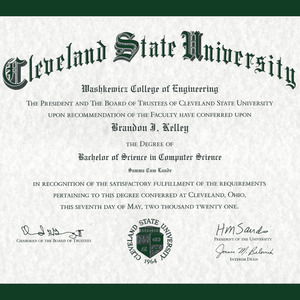 Cleveland State University
Washkewicz College of Engineering
The President and The Board of Trustees of Cleveland State University
upon recommendation of the Faculty have conferred upon
Brandon J. Kelley
the Degree of
Bachelor of Science in Computer Science
Summa Cum Laude
in recognition of the satisfactory fulfillment of the requirements
pertaining to this degree conferred at Cleveland, Ohio,
this seventh day of May, two thousand twenty one.
Chairman of the Board of Trustees
CLEVELAND STATE UNIVERSITY
1964
President of the University
Interim Dean